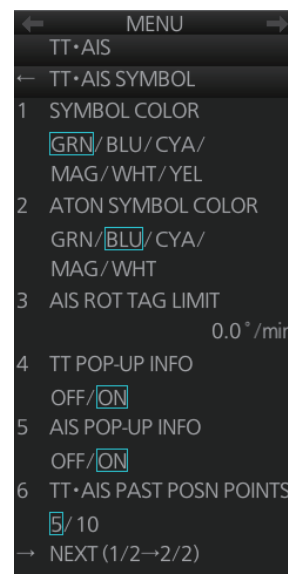 ← MENU →
TT•AIS
← TT•AIS SYMBOL
1 SYMBOL COLOR
GRN/BLU/CYA/
MAG/WHT/YEL
2 ATON SYMBOL COLOR
GRN/BLU/CYA/
MAG/WHT
3 AIS ROT TAG LIMIT
0.0°/min
4 TT POP-UP INFO
OFF/ON
5 AIS POP-UP INFO
OFF/ON
6 TT•AIS PAST POSN POINTS
5/10
→ NEXT (1/2→2/2)